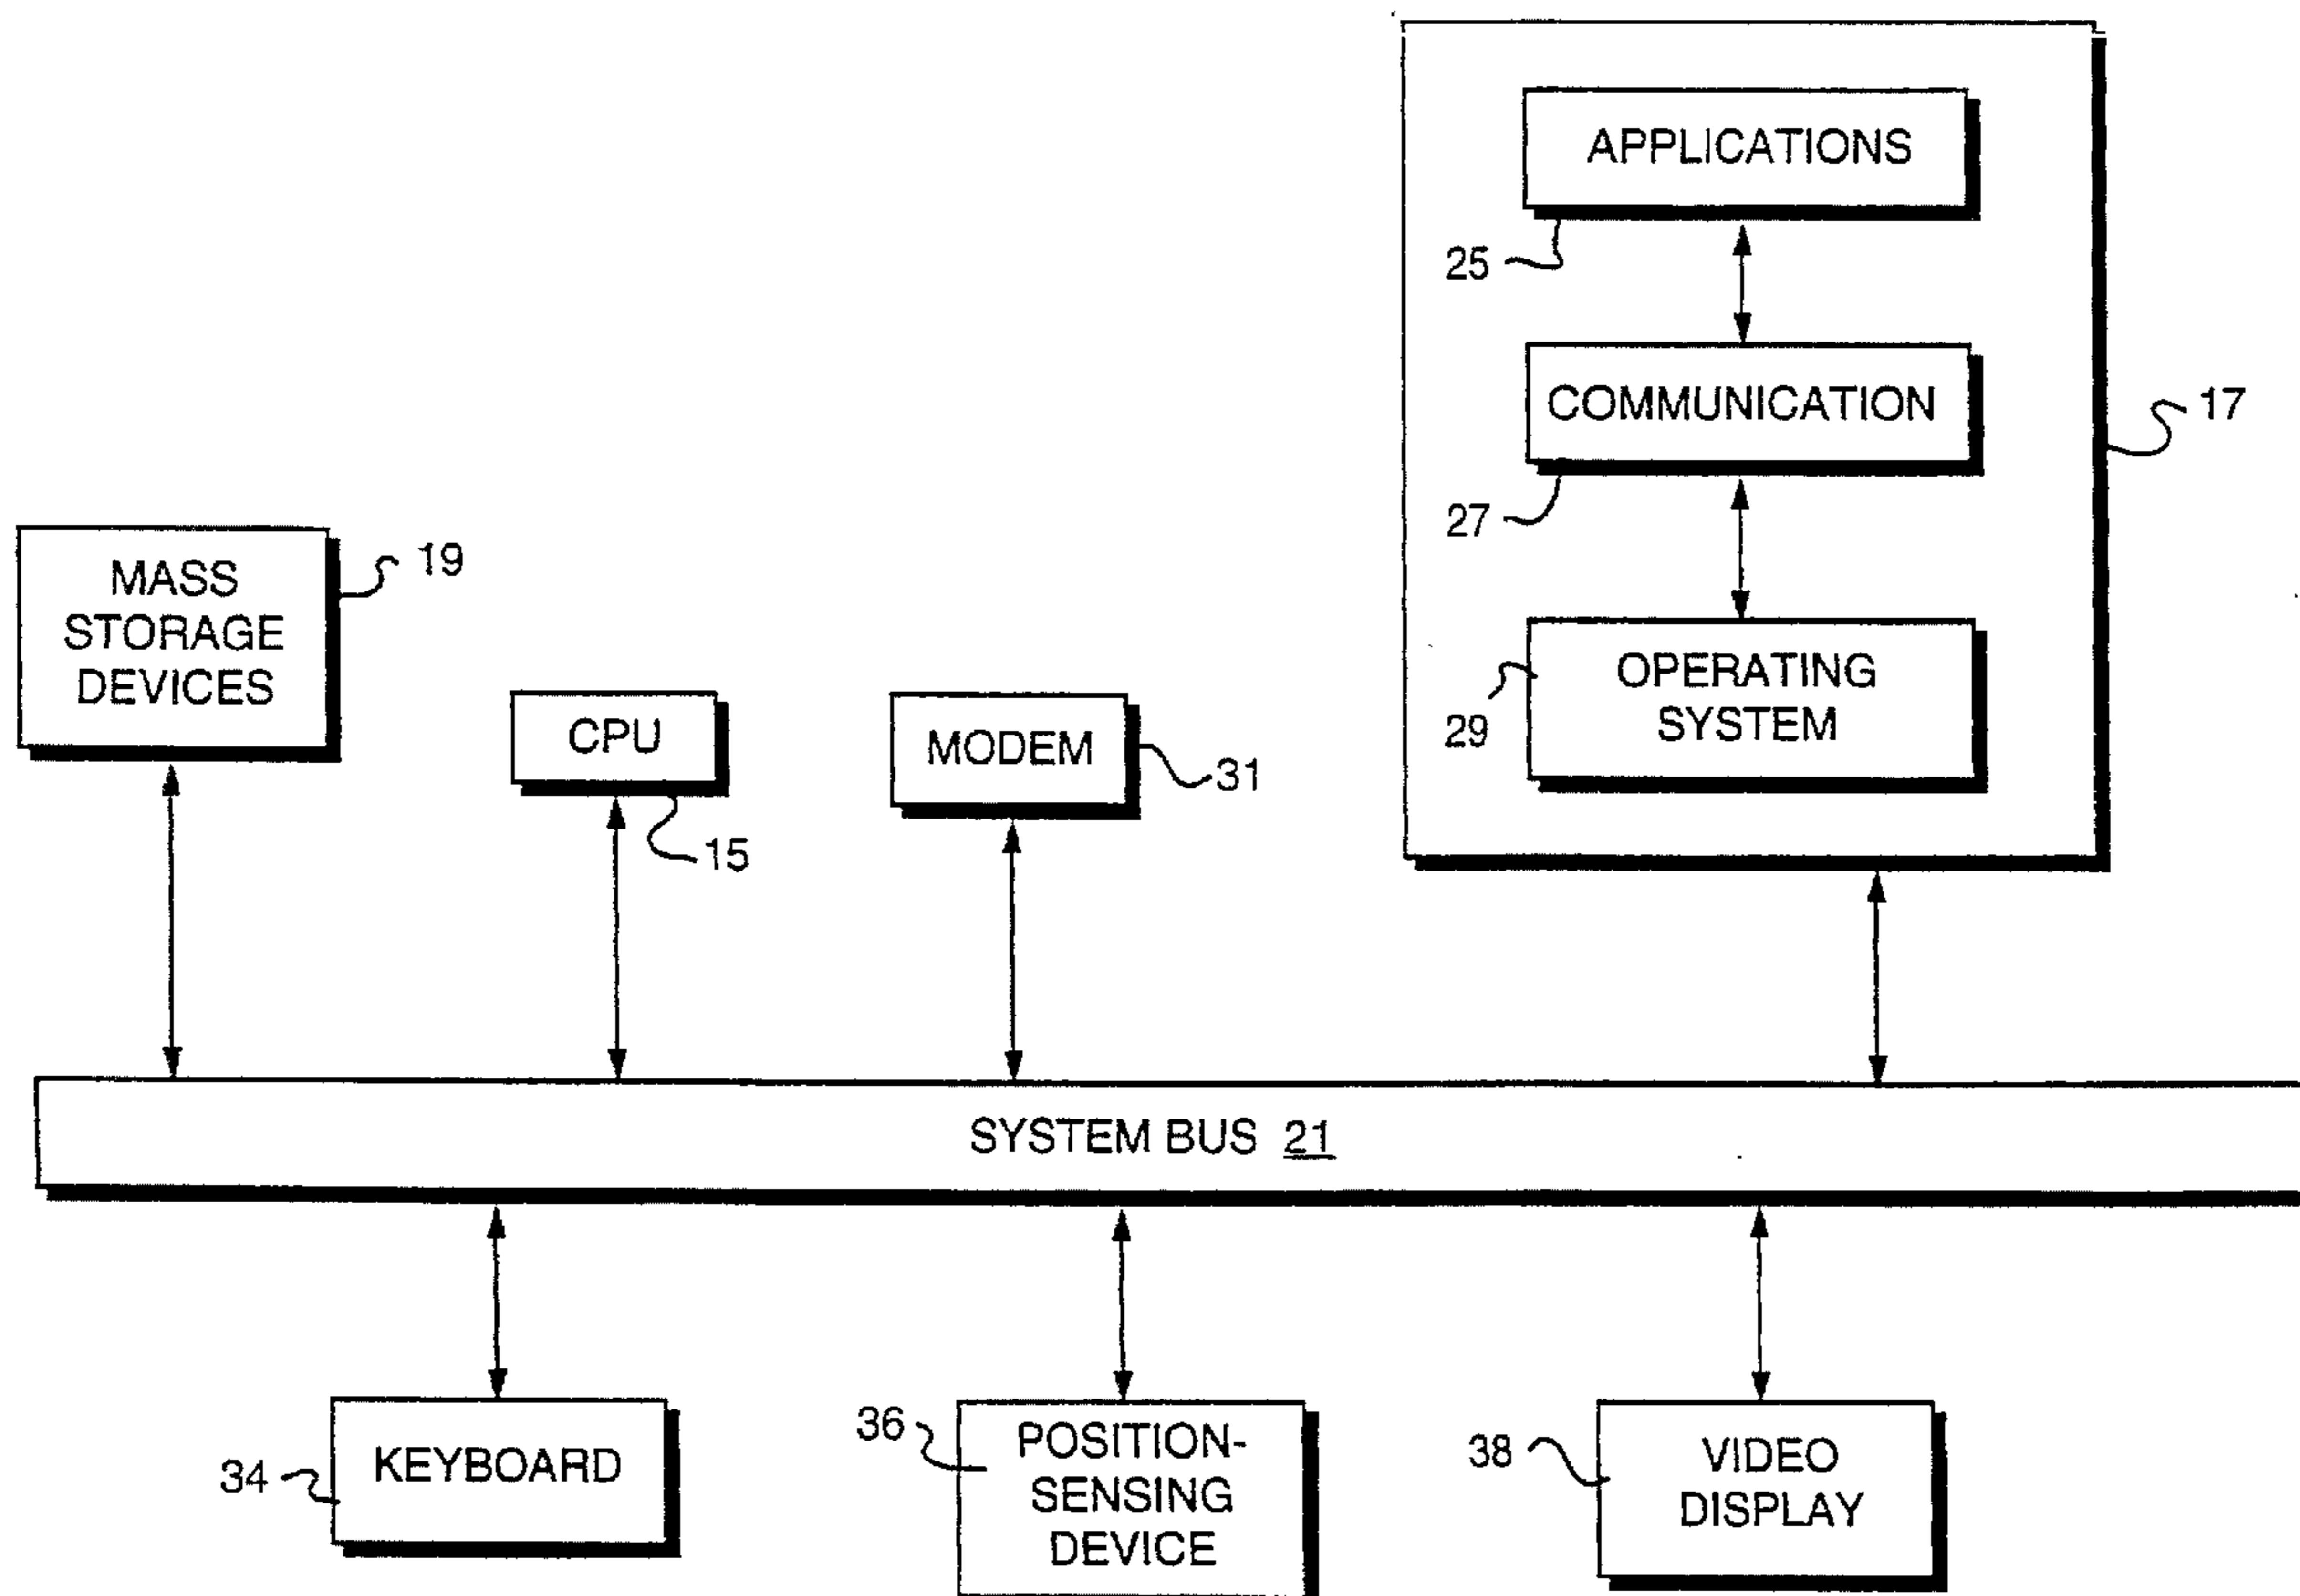 APPLICATIONS
25
COMMUNICATION
17
27
MASS
STORAGE
DEVICES
19
OPERATING
SYSTEM
29
CPU
15
MODEM
31
SYSTEM BUS 21
KEYBOARD
34
36
POSITION-
SENSING
DEVICE
38
VIDEO
DISPLAY